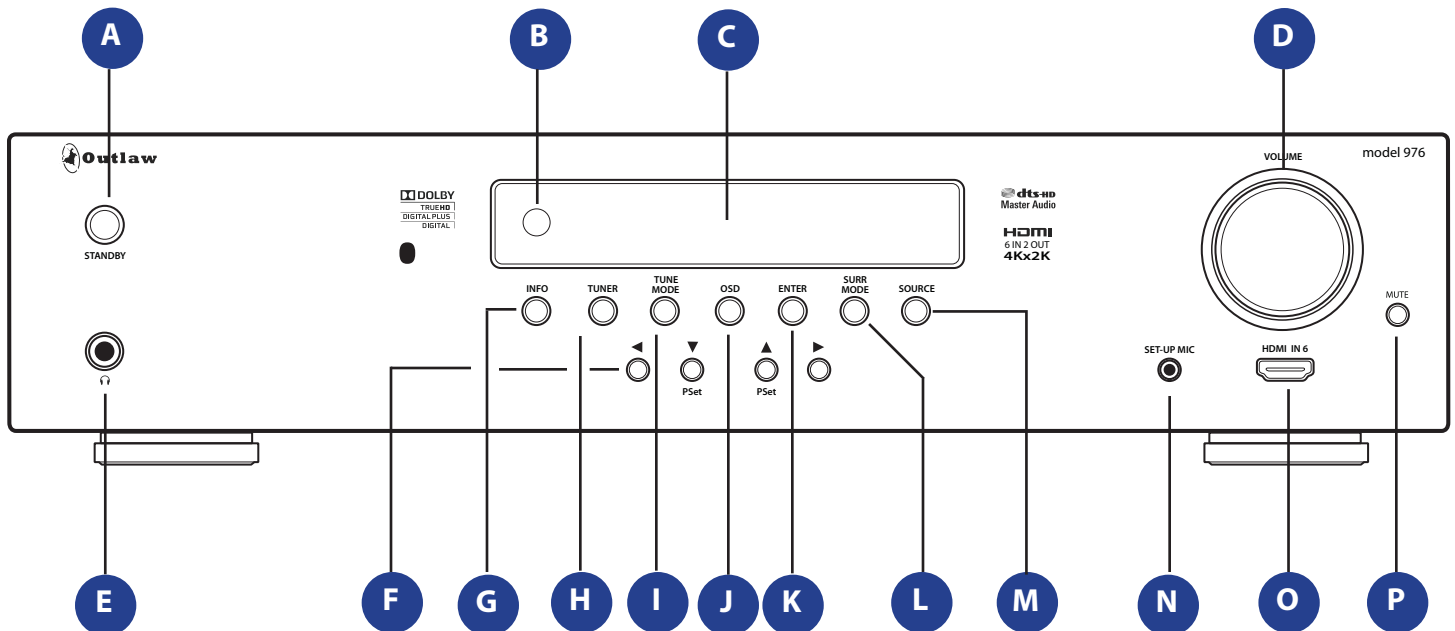 A
B
C
D
Outlaw
VOLUME
model 976
DOLBY
TRUEHD
DIGITAL PLUS
DIGITAL
dts-HD
Master Audio
HDMI
6 IN 2 OUT
4Kx2K
STANDBY
INFO
TUNER
TUNE
MODE
OSD
ENTER
SURR
MODE
SOURCE
MUTE
SET-UP MIC
HDMI IN 6
PSet
PSet
E
F
G
H
I
J
K
L
M
N
O
P